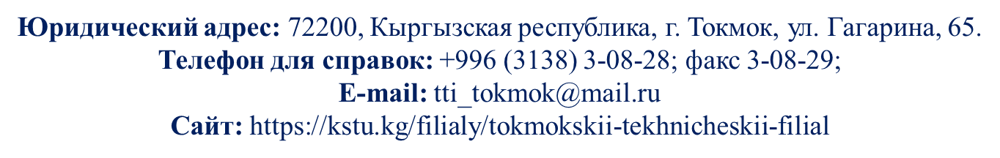 Юридический адрес: 72200, Кыргызская республика, г. Токмок, ул. Гагарина, 65.
Телефон для справок: +996 (3138) 3-08-28; факс 3-08-29;
E-mail: tti_tokmok@mail.ru
Сайт: https://kstu.kg/filialy/tokmokskii-tekhnicheskii-filial